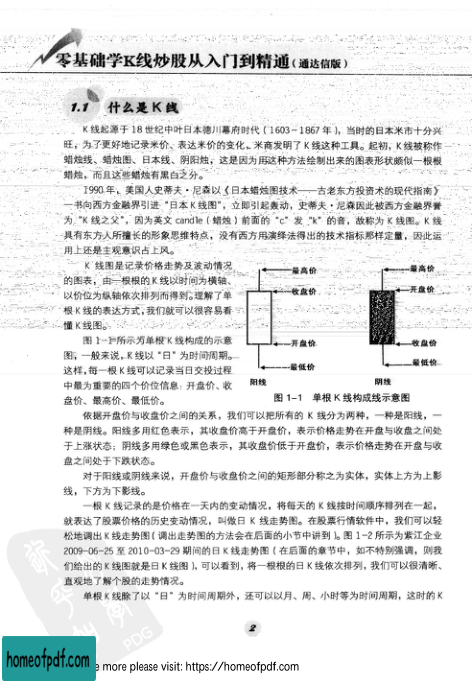 零基础学K线炒股从入门到精通（通达信版）
1.1 什么是K线
K线起源于18世纪中叶日本德川幕府时代（1603－1867年），当时的日本米市十分兴
旺，为了更好地记录米价、表达米价的变化，米商发明了K线这种工具。起初，K线被称作
蜡烛线、蜡烛图、日本线、阴阳烛，这是因为用这种方法绘制出来的图表形状颇似一根根
蜡烛，而且这些蜡烛有黑白之分。
1990年，美国人史蒂夫·尼森以《日本蜡烛图技术——古老东方投资术的现代指南》
一书向西方金融界引进“日本K线图”，立即引起轰动，史蒂夫·尼森因此被西方金融界誉
为“K线之父”，因为英文candle（蜡烛）前面的“c”发“k”的音，故称为K线图。K线
具有东方人所擅长的形象思维特点，没有西方用演绎法得出的技术指标那样定量，因此运
用上还是主观意识占上风。
K线图是记录价格走势及波动情况
的图表，由一根根的K线以时间为横轴、
以价位为纵轴依次排列而得到。理解了单
根K线的表达方式，我们就可以很容易看
懂K线图。
图1-1所示为单根K线构成的示意
图，一般来说，K线以“日”为时间周期。
这样，每一根K线可以记录当日交投过程
中最为重要的四个价位信息：开盘价、收
盘价、最高价、最低价。
最高价
收盘价
开盘价
最低价
阳线
最高价
开盘价
收盘价
最低价
阴线
图1-1 单根K线构成线示意图
依据开盘价与收盘价之间的关系，我们可以把所有的K线分为两种，一种是阳线，一
种是阴线。阳线多用红色表示，其收盘价高于开盘价，表示价格走势在开盘与收盘之间处
于上涨状态；阴线多用绿色或黑色表示，其收盘价低于开盘价，表示价格走势在开盘与收
盘之间处于下跌状态。
对于阳线或阴线来说，开盘价与收盘价之间的矩形部分称之为实体，实体上方为上影
线，下方为下影线。
一根K线记录的是价格在一天内的变动情况，将每天的K线按时间顺序排列在一起，
就表达了股票价格的历史变动情况，叫做日K线走势图。在股票行情软件中，我们可以轻
松地调出K线走势图（调出走势图的方法会在后面的小节中讲到）。图1-2所示为紫江企业
2009-06-25至2010-03-29期间的日K线走势图（在后面的章节中，如不特别强调，则我
们给出的K线图就是日K线图），可以看到，将一根根的日K线依次排列，我们可以很清晰、
直观地了解个股的走势情况。
单根K线除了以“日”为时间周期外，还可以以月、周、小时等为时间周期，这时的K
2
PDG
homeofpdf.com
e more please visit: https://homeofpdf.com